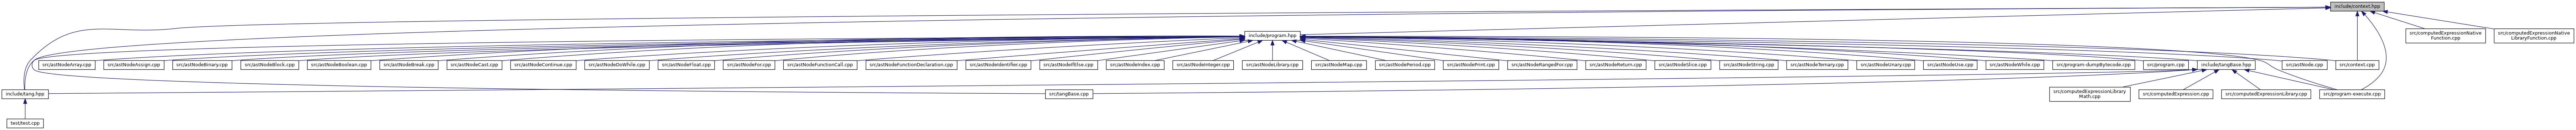 include/context.hpp
include/program.hpp
src/computedExpressionNative
Function.cpp
src/computedExpressionNative
LibraryFunction.cpp
src/astNodeArray.cpp
src/astNodeAssign.cpp
src/astNodeBinary.cpp
src/astNodeBlock.cpp
src/astNodeBoolean.cpp
src/astNodeBreak.cpp
src/astNodeCast.cpp
src/astNodeContinue.cpp
src/astNodeDoWhile.cpp
src/astNodeFloat.cpp
src/astNodeFor.cpp
src/astNodeFunctionCall.cpp
src/astNodeFunctionDeclaration.cpp
src/astNodeIdentifier.cpp
src/astNodeIfElse.cpp
src/astNodeIndex.cpp
src/astNodeInteger.cpp
src/astNodeLibrary.cpp
src/astNodeMap.cpp
src/astNodePeriod.cpp
src/astNodePrint.cpp
src/astNodeRangedFor.cpp
src/astNodeReturn.cpp
src/astNodeSlice.cpp
src/astNodeString.cpp
src/astNodeTernary.cpp
src/astNodeUnary.cpp
src/astNodeUse.cpp
src/astNodeWhile.cpp
src/program-dumpBytecode.cpp
src/program.cpp
include/tangBase.hpp
src/astNode.cpp
src/context.cpp
include/tang.hpp
src/tangBase.cpp
src/computedExpressionLibrary
Math.cpp
src/computedExpression.cpp
src/computedExpressionLibrary.cpp
src/program-execute.cpp
test/test.cpp